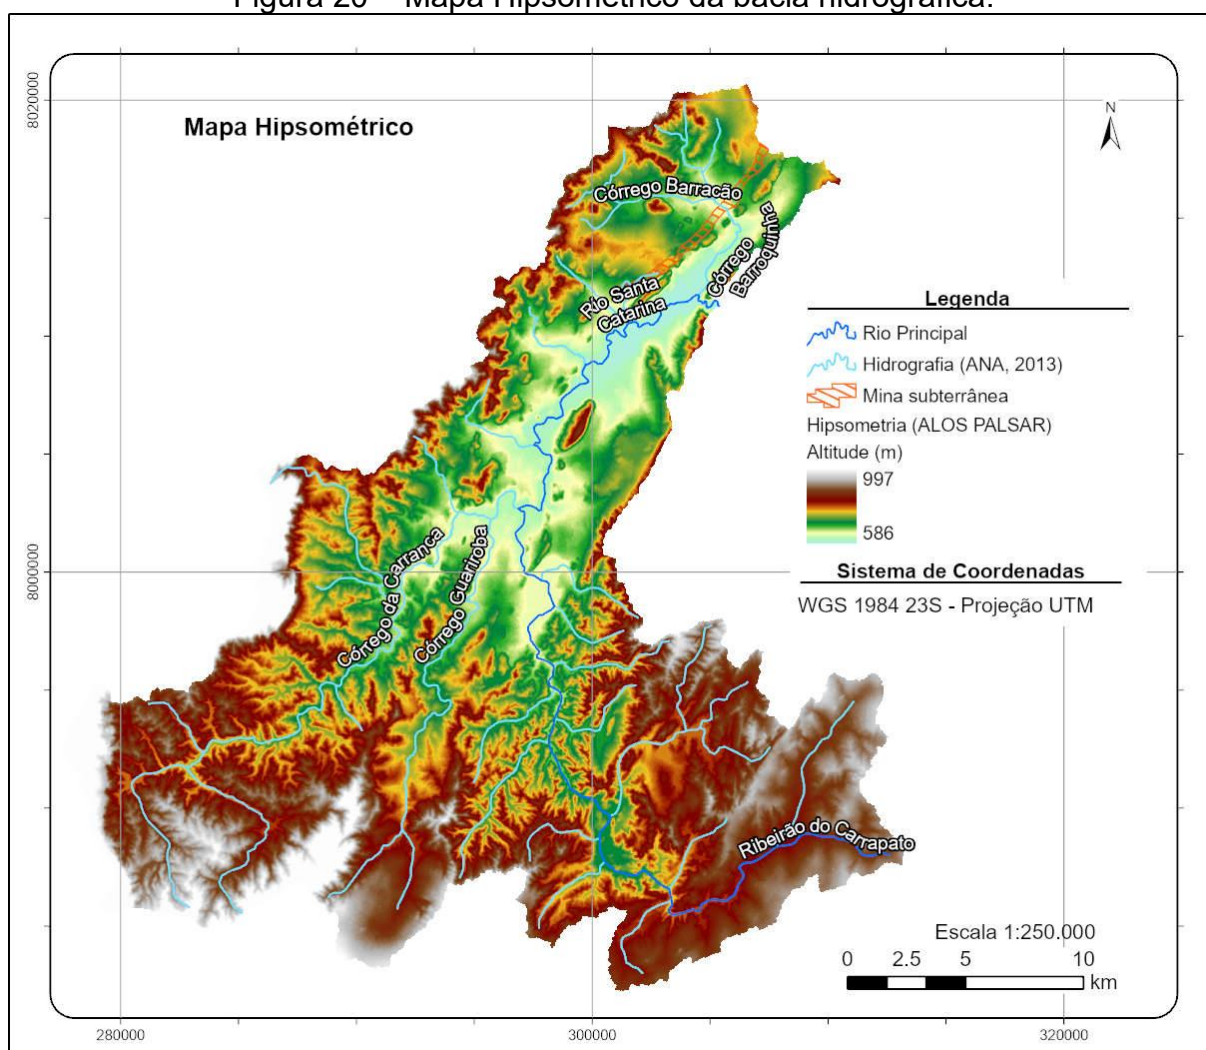 Figura 20 – Mapa Hipsométrico da bacia hidrográfica.
Mapa Hipsométrico
N
8020000
8000000
Córrego Barracão
Córrego
Barroquinha
Rio Santa
Catarina
Córrego da Carranca
Córrego Guariroba
Ribeirão do Carrapato
Legenda
Rio Principal
Hidrografia (ANA, 2013)
Mina subterrânea
Hipsometria (ALOS PALSAR)
Altitude (m)
997
586
Sistema de Coordenadas
WGS 1984 23S - Projeção UTM
Escala 1:250.000
0 2.5 5 10
km
280000 300000 320000